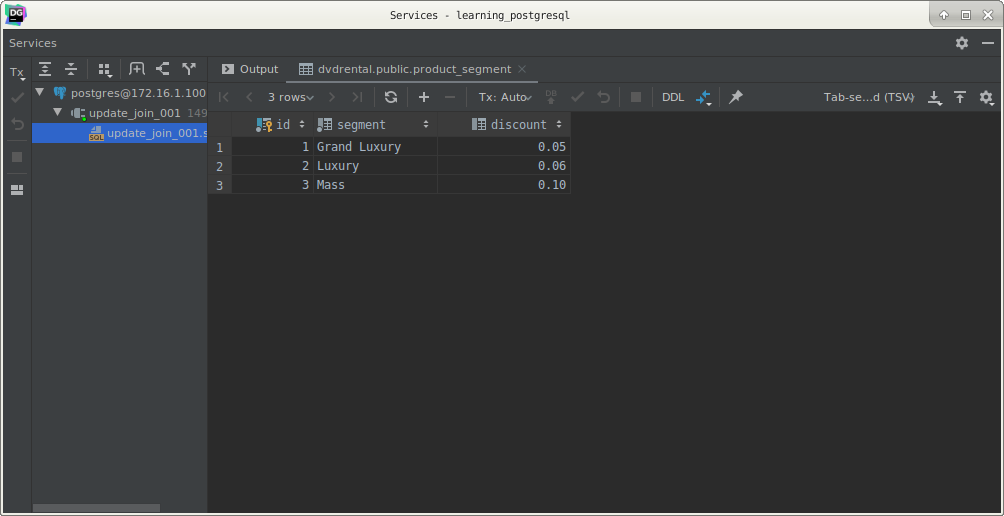 DG
Services - learning_postgresql
Services
Output
dvdrental.public.product_segment
Tx
3 rows
Tx: Auto
DB
DDL
Tab-se...d (TSV)
postgres@172.16.1.100
update_join_001 149
SQL
update_join_001.s
id segment discount
1 1 Grand Luxury 0.05
2 2 Luxury 0.06
3 3 Mass 0.10